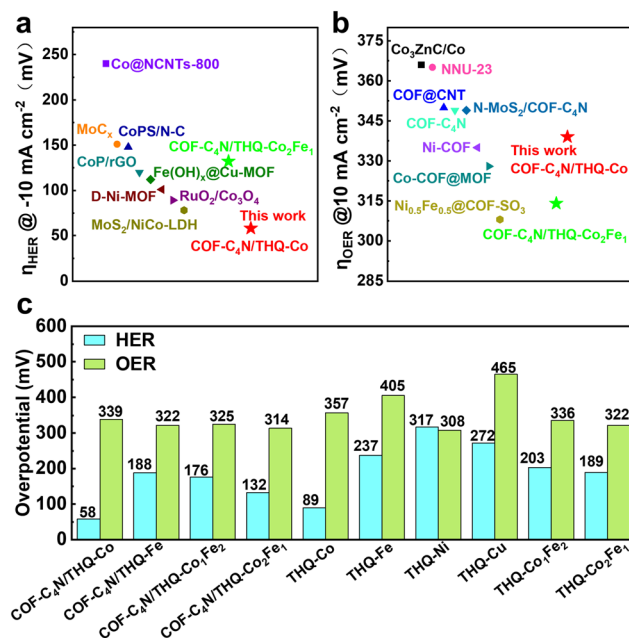 a
η_HER @ -10 mA cm⁻² (mV)
250
200
150
100
50
0
Co@NCNTs-800
MoCₓ
CoPS/N-C
COF-C₄N/THQ-Co₂Fe₁
CoP/rGO
Fe(OH)ₓ@Cu-MOF
D-Ni-MOF
RuO₂/Co₃O₄
MoS₂/NiCo-LDH
This work
COF-C₄N/THQ-Co
b
η_OER @10 mA cm⁻² (mV)
375
360
345
330
315
300
285
Co₃ZnC/Co
NNU-23
COF@CNT
N-MoS₂/COF-C₄N
COF-C₄N
Ni-COF
This work
COF-C₄N/THQ-Co
Co-COF@MOF
Ni₀.₅Fe₀.₅@COF-SO₃
COF-C₄N/THQ-Co₂Fe₁
c
Overpotential (mV)
600
500
400
300
200
100
0
HER
OER
58
339
188
322
176
325
132
314
89
357
237
405
317
308
272
465
203
336
189
322
COF-C₄N/THQ-Co
COF-C₄N/THQ-Fe
COF-C₄N/THQ-Co₁Fe₂
COF-C₄N/THQ-Co₂Fe₁
THQ-Co
THQ-Fe
THQ-Ni
THQ-Cu
THQ-Co₁Fe₂
THQ-Co₂Fe₁